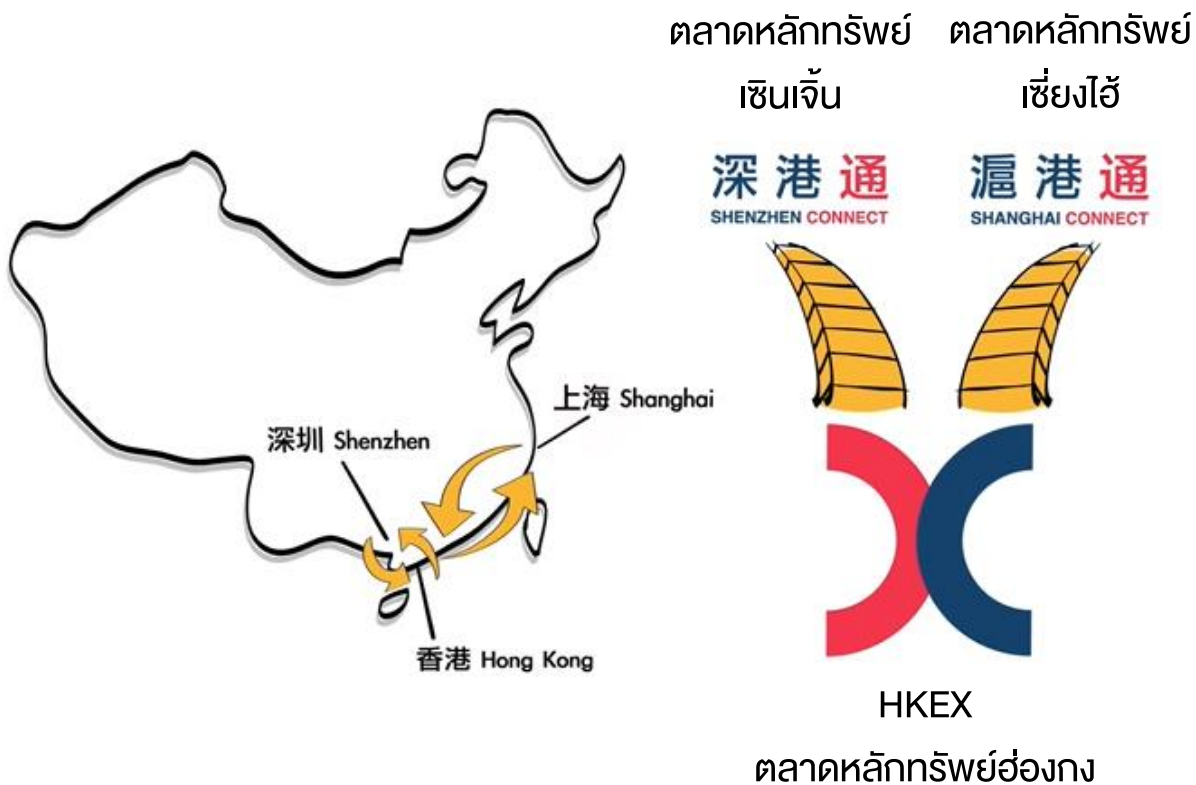 ตลาดหลักทรัพย์
เซินเจิ้น
ตลาดหลักทรัพย์
เซี่ยงไฮ้
深港通
SHENZHEN CONNECT
滬港通
SHANGHAI CONNECT
上海 Shanghai
深圳 Shenzhen
香港 Hong Kong
HKEX
ตลาดหลักทรัพย์ฮ่องกง